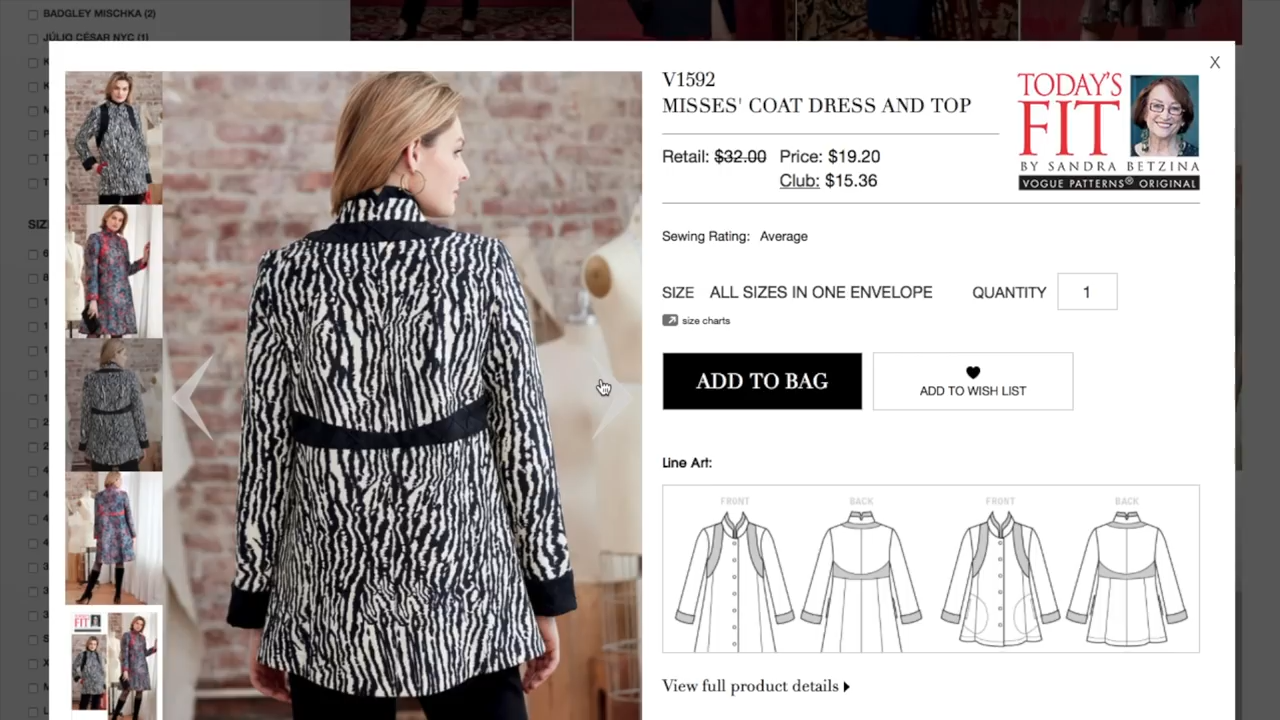 BADGLEY MISCHKA (2)
JÚLIO CÉSAR NYC (1)
SIZ
X
V1592
MISSES' COAT DRESS AND TOP
TODAY'S
FIT
BY SANDRA BETZINA
VOGUE PATTERNS® ORIGINAL
Retail: $32.00 Price: $19.20
Club: $15.36
Sewing Rating: Average
SIZE ALL SIZES IN ONE ENVELOPE QUANTITY 1
size charts
ADD TO BAG
ADD TO WISH LIST
Line Art:
FRONT BACK FRONT BACK
View full product details
TODAY'S
FIT